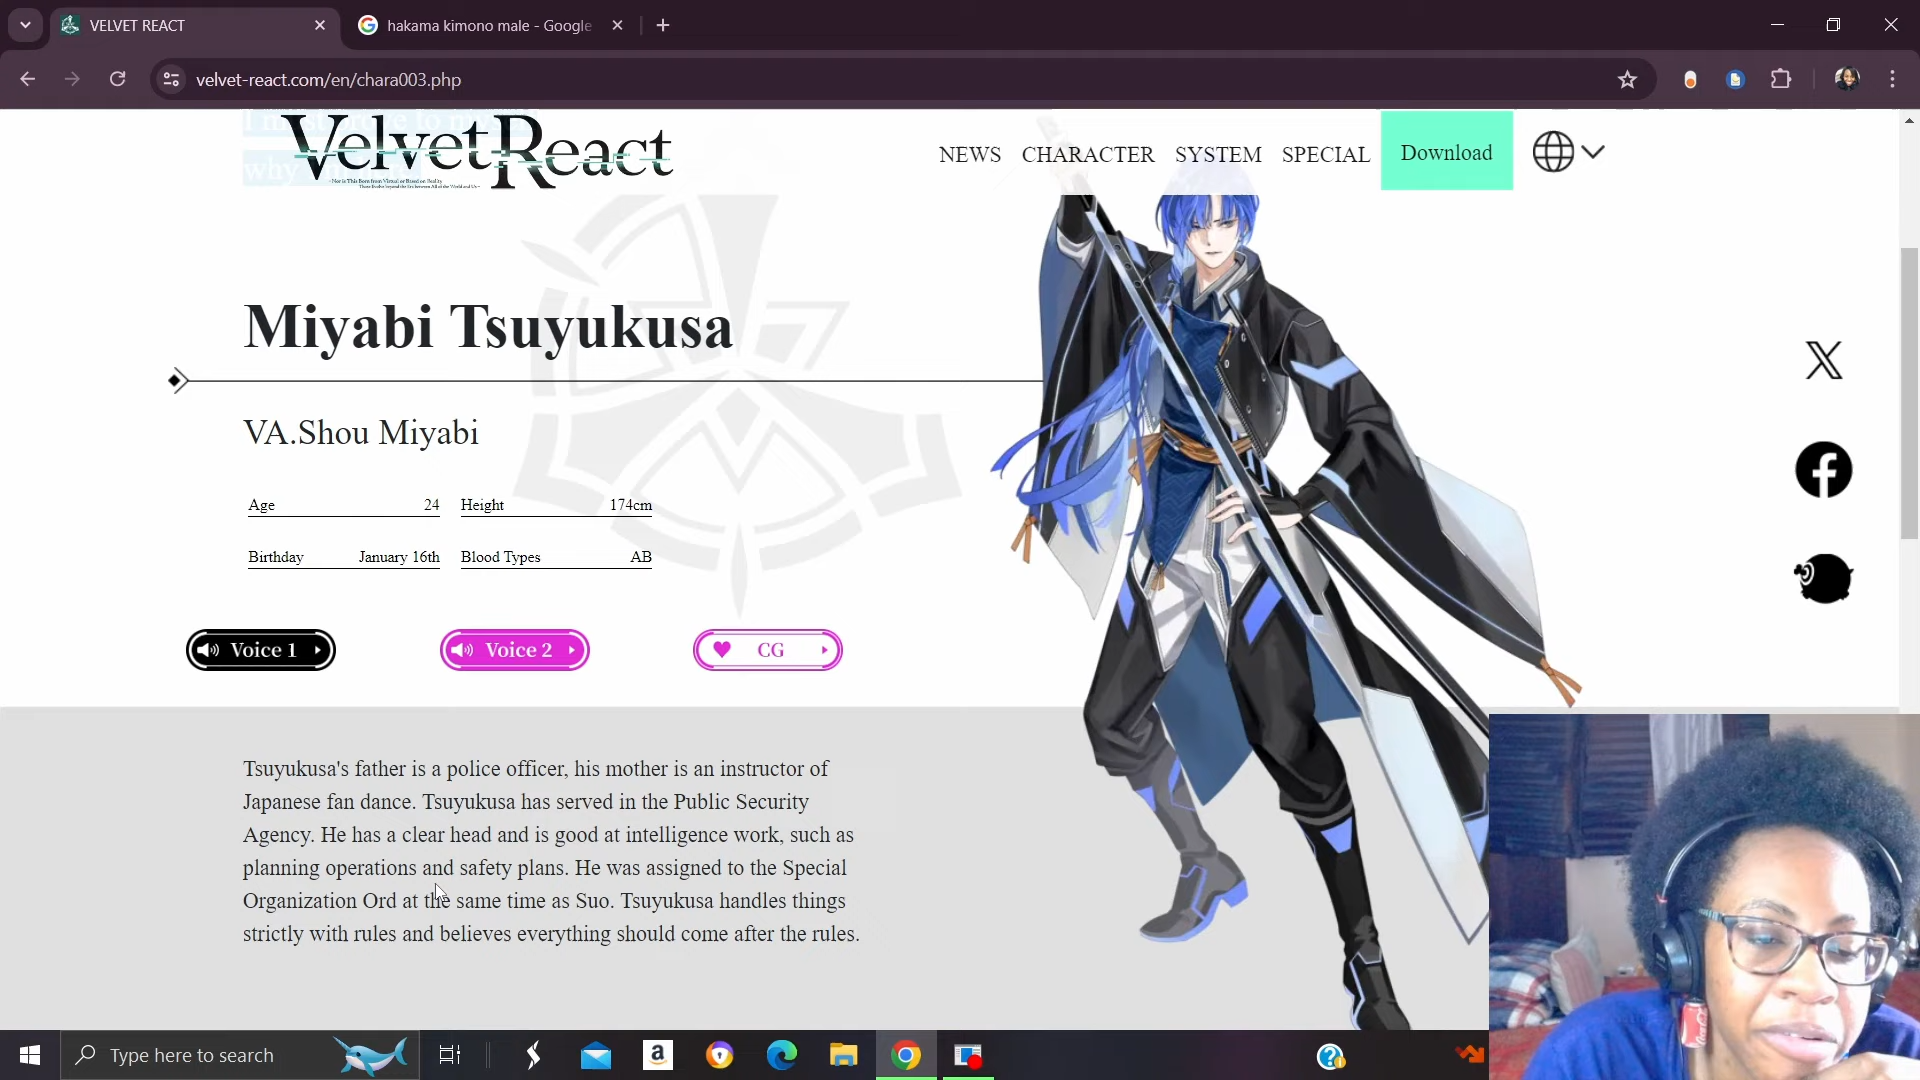 VELVET REACT
hakama kimono male - Google
velvet-react.com/en/chara003.php
VelvetReact
NEWS CHARACTER SYSTEM SPECIAL Download
Miyabi Tsuyukusa
VA.Shou Miyabi
Age 24 Height 174cm
Birthday January 16th Blood Types AB
Voice 1 Voice 2 CG
Tsuyukusa's father is a police officer, his mother is an instructor of
Japanese fan dance. Tsuyukusa has served in the Public Security
Agency. He has a clear head and is good at intelligence work, such as
planning operations and safety plans. He was assigned to the Special
Organization Ord at the same time as Suo. Tsuyukusa handles things
strictly with rules and believes everything should come after the rules.
Type here to search